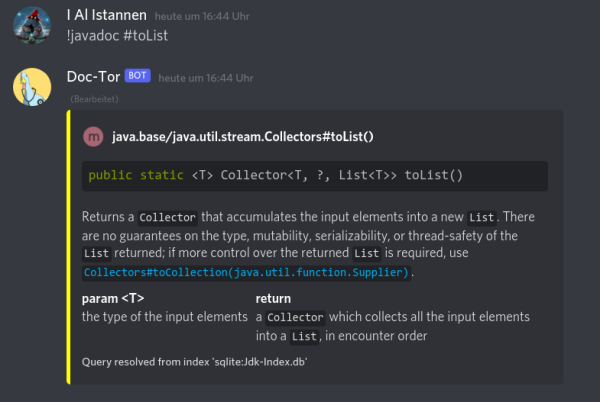 I Al Istannen heute um 16:44 Uhr
!javadoc #toList
Doc-Tor BOT heute um 16:44 Uhr
(Bearbeitet)
m java.base/java.util.stream.Collectors#toList()
public static <T> Collector<T, ?, List<T>> toList()
Returns a Collector that accumulates the input elements into a new List. There
are no guarantees on the type, mutability, serializability, or thread-safety of the
List returned; if more control over the returned List is required, use
Collectors#toCollection(java.util.function.Supplier).
param <T>
the type of the input elements
return
a Collector which collects all the input elements
into a List, in encounter order
Query resolved from index 'sqlite:Jdk-Index.db'